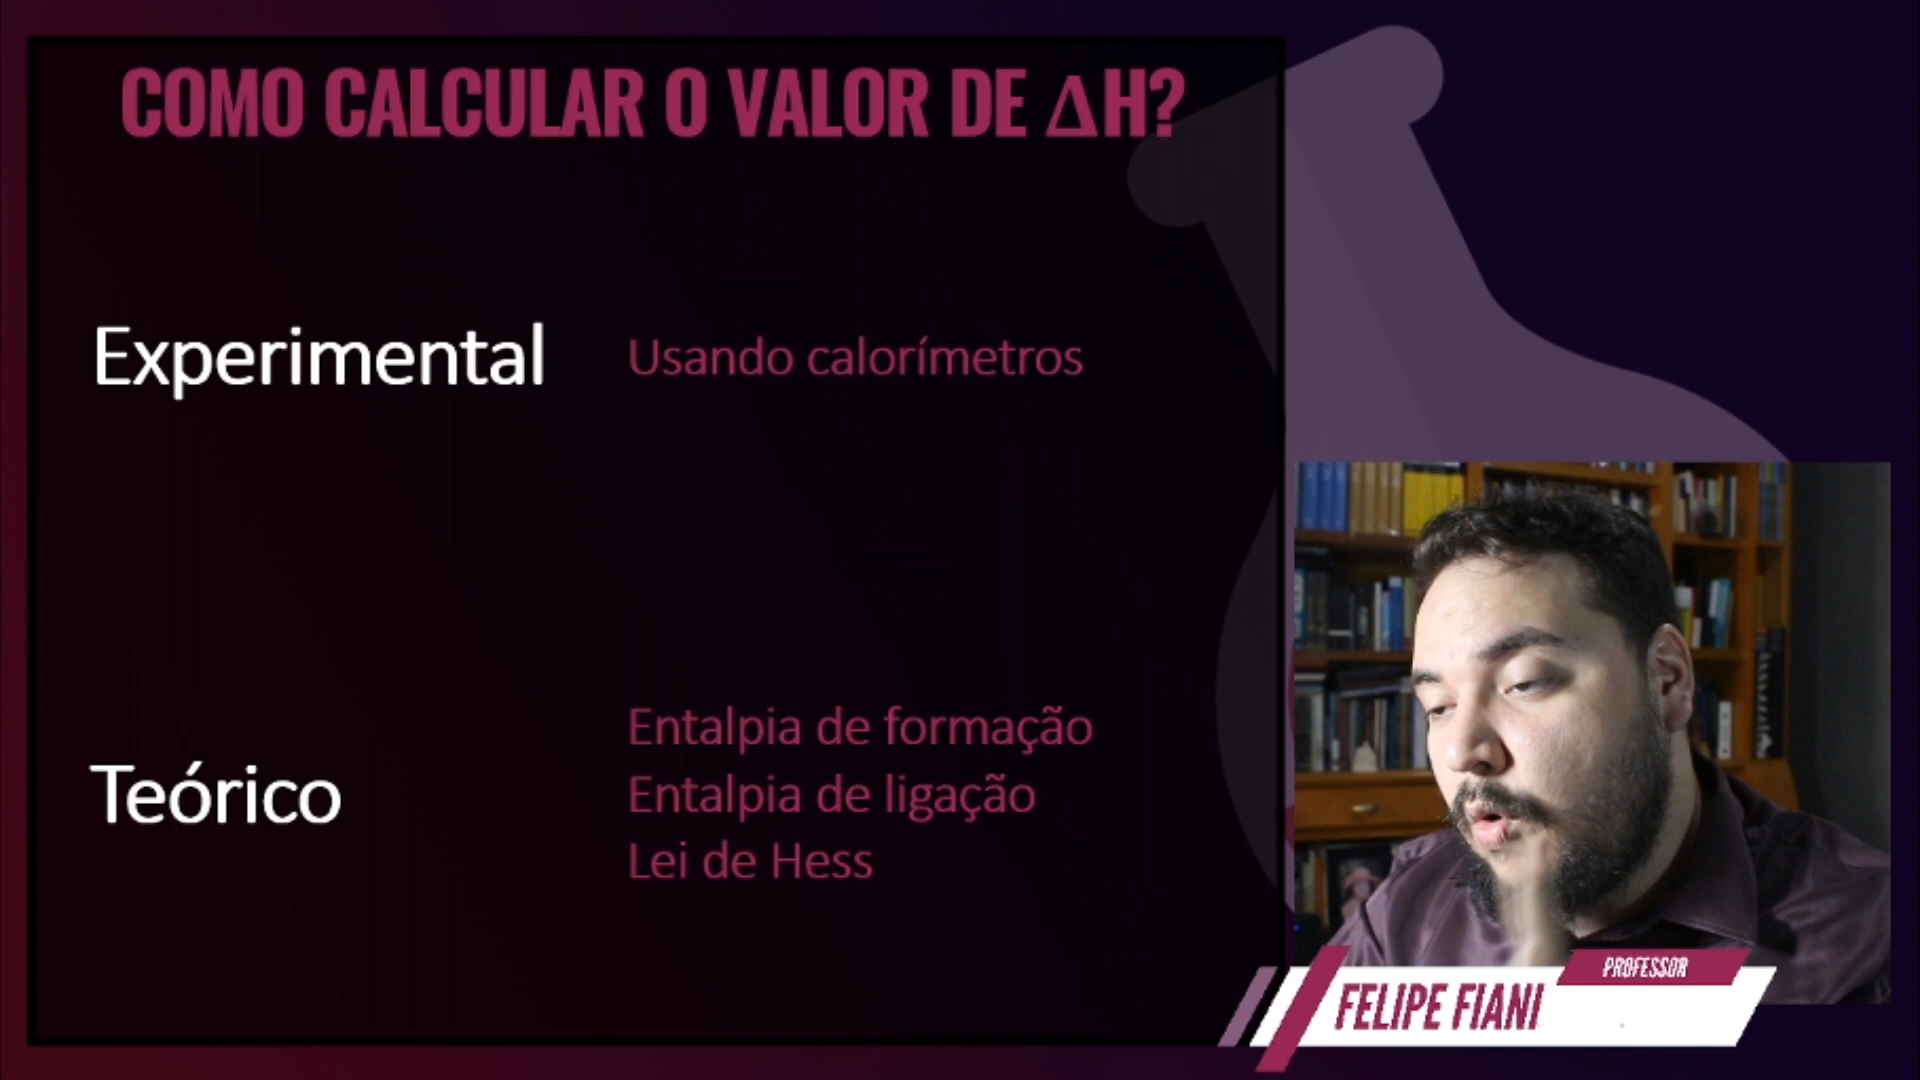 COMO CALCULAR O VALOR DE ΔH?
Experimental
Usando calorímetros
Teórico
Entalpia de formação
Entalpia de ligação
Lei de Hess
PROFESSOR
FELIPE FIANI